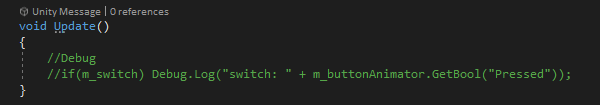 Unity Message | 0 references
void Update()
{
//Debug
//if(m_switch) Debug.Log("switch: " + m_buttonAnimator.GetBool("Pressed"));
}